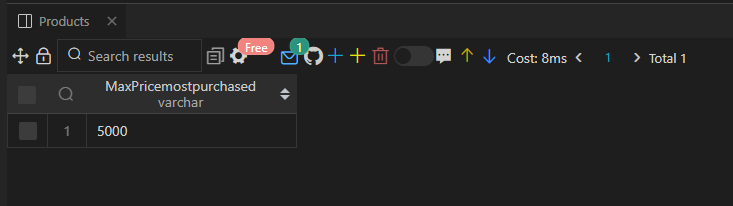 Products
Search results
Free
1
Cost: 8ms
1
Total 1
MaxPricemostpurchased
varchar
1
5000